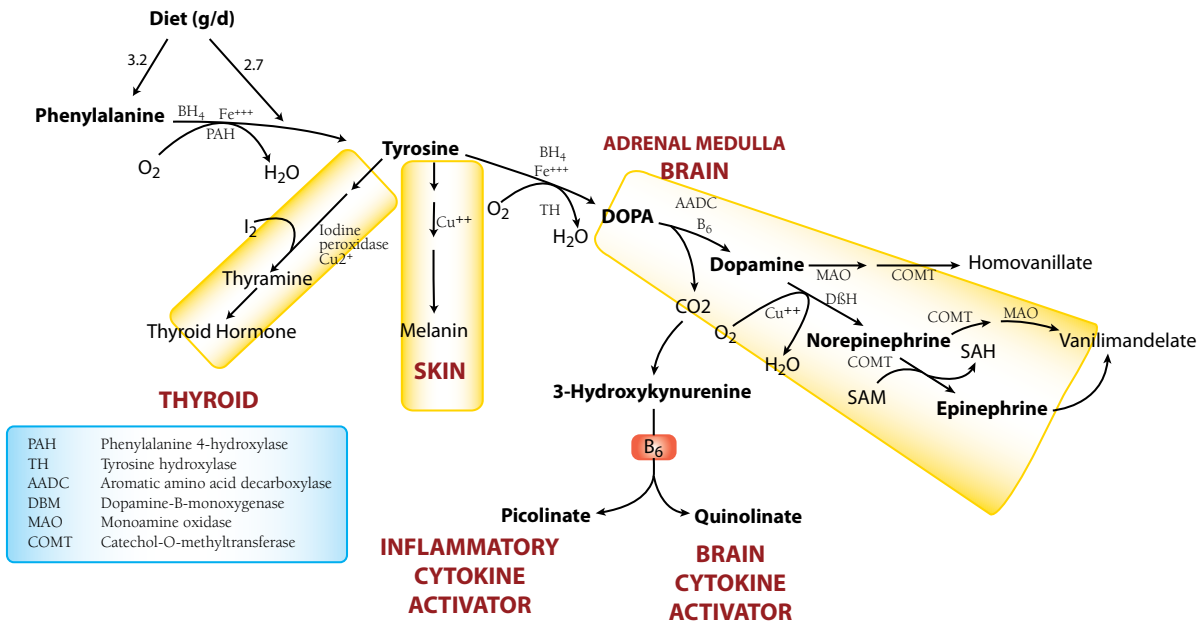 Diet (g/d)
3.2
2.7
Phenylalanine
BH4 Fe+++
PAH
O2
H2O
Tyrosine
BH4
Fe+++
O2
TH
H2O
ADRENAL MEDULLA
BRAIN
DOPA
AADC
B6
Dopamine
MAO
COMT
Homovanillate
I2
Iodine
peroxidase
Cu2+
Thyramine
Thyroid Hormone
THYROID
Cu++
Melanin
SKIN
CO2
O2
Cu++
DßH
H2O
Norepinephrine
COMT
MAO
Vanilimandelate
COMT
SAH
SAM
Epinephrine
3-Hydroxykynurenine
B6
Picolinate
Quinolinate
INFLAMMATORY
CYTOKINE
ACTIVATOR
BRAIN
CYTOKINE
ACTIVATOR
PAH Phenylalanine 4-hydroxylase
TH Tyrosine hydroxylase
AADC Aromatic amino acid decarboxylase
DBM Dopamine-B-monoxygenase
MAO Monoamine oxidase
COMT Catechol-O-methyltransferase